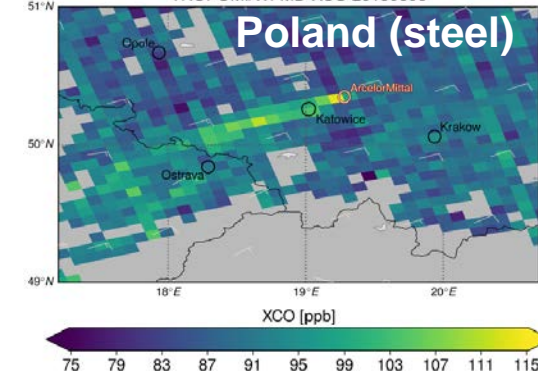 51°N
Poland (steel)
Opole
ArcelorMittal
Katowice
50°N
Krakow
Ostrava
49°N
18°E 19°E 20°E
XCO [ppb]
75 79 83 87 91 95 99 103 107 111 115